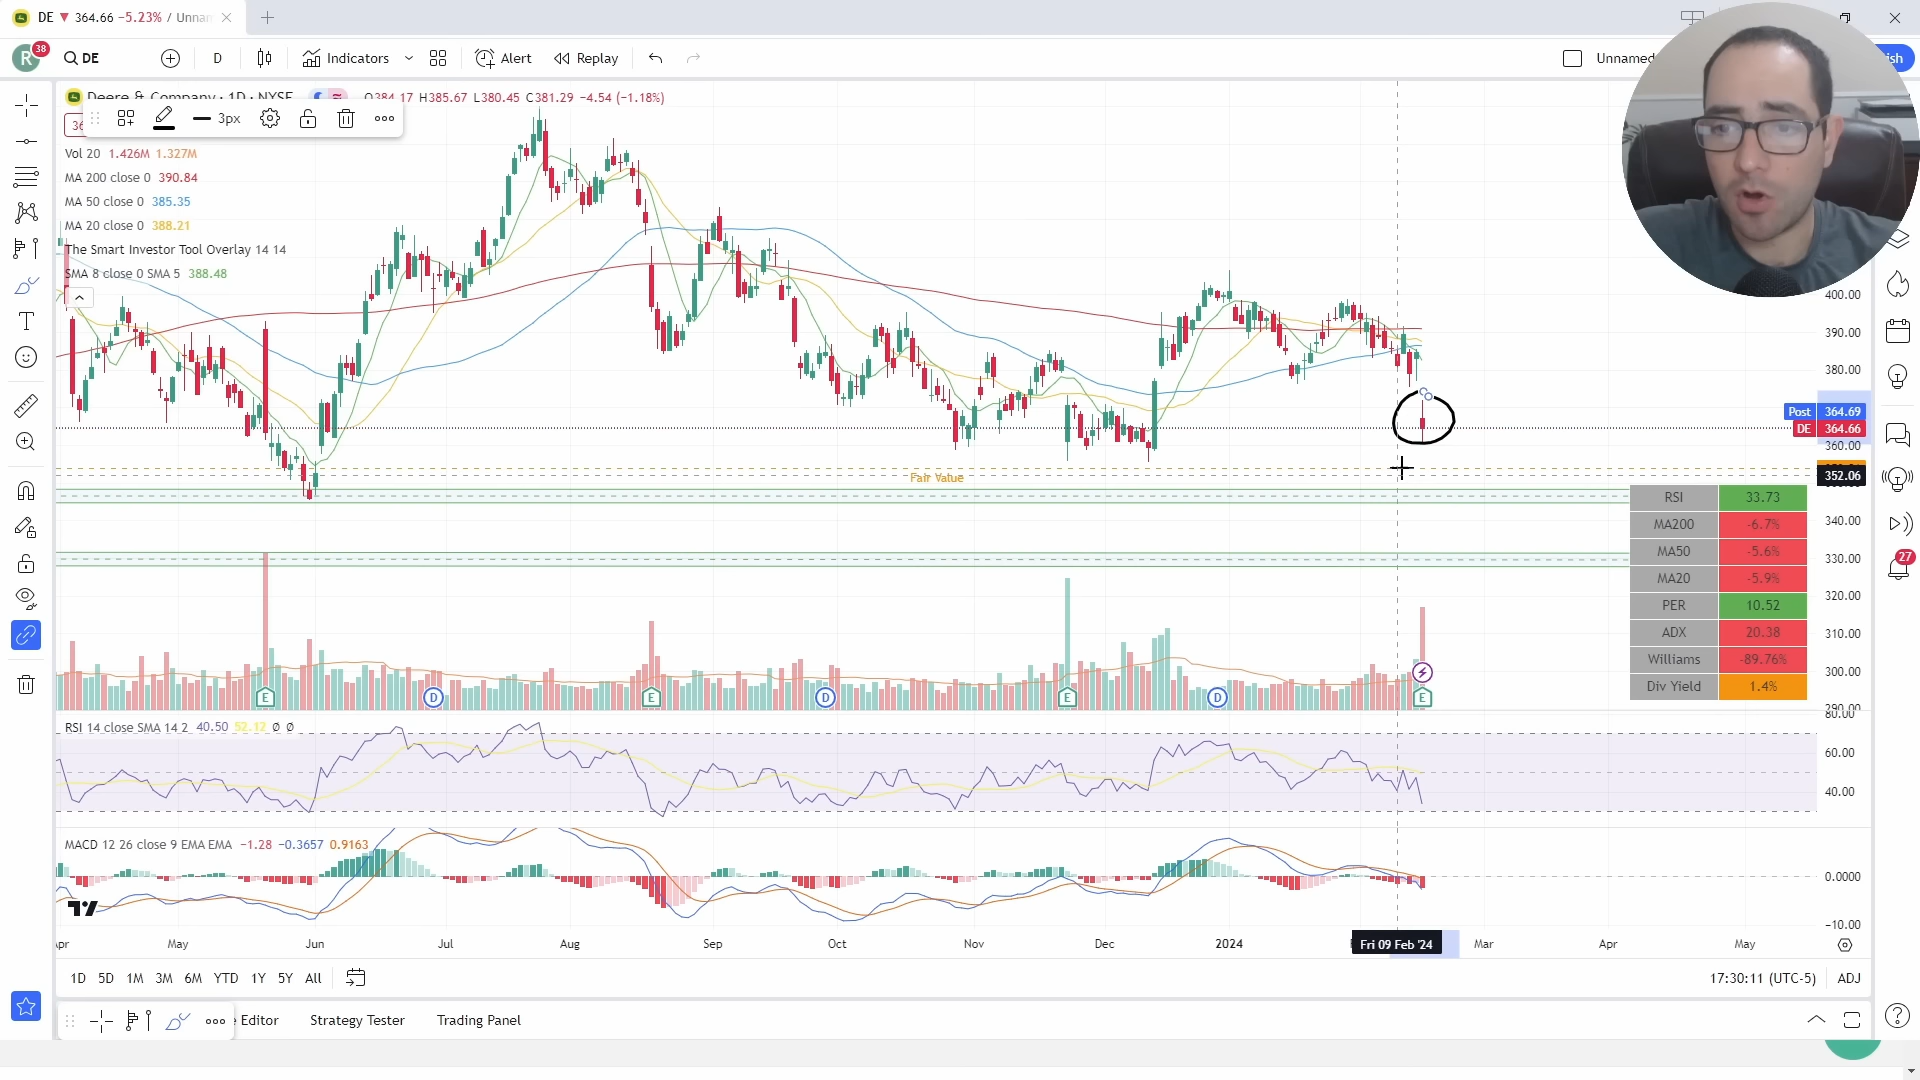 DE ▼ 364.66 −5.23% / Unnam
R 38 DE D Indicators Alert Replay Unnamed ish
Deere & Company · 1D · NYSE O384.17 H385.67 L380.45 C381.29 −4.54 (−1.18%)
36 3px
Vol 20 1.426M 1.327M
MA 200 close 0 390.84
MA 50 close 0 385.35
MA 20 close 0 388.21
The Smart Investor Tool Overlay 14 14
SMA 8 close 0 SMA 5 388.48
400.00
390.00
380.00
Post 364.69
DE 364.66
360.00
352.06
Fair Value
340.00
330.00
320.00
310.00
300.00
290.00
RSI 33.73
MA200 -6.7%
MA50 -5.6%
MA20 -5.9%
PER 10.52
ADX 20.38
Williams -89.76%
Div Yield 1.4%
27
E D E D E D E
RSI 14 close SMA 14 2 40.50 52.12 ∅ ∅
80.00
60.00
40.00
MACD 12 26 close 9 EMA EMA −1.28 −0.3657 0.9163
0.0000
−10.00
Apr May Jun Jul Aug Sep Oct Nov Dec 2024 Fri 09 Feb '24 Mar Apr May
1D 5D 1M 3M 6M YTD 1Y 5Y All 17:30:11 (UTC-5) ADJ
e Editor Strategy Tester Trading Panel